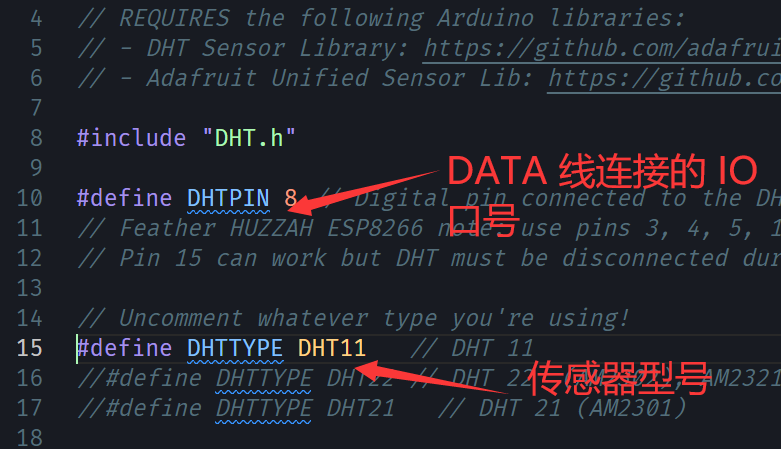 4 // REQUIRES the following Arduino libraries:
5 // - DHT Sensor Library: https://github.com/adafrui
6 // - Adafruit Unified Sensor Lib: https://github.co
7
8 #include "DHT.h"
9
DATA 线连接的 IO
口号
10 #define DHTPIN 8 // Digital pin connected to the DH
11 // Feather HUZZAH ESP8266 note: use pins 3, 4, 5, 1
12 // Pin 15 can work but DHT must be disconnected dur
13
14 // Uncomment whatever type you're using!
15 #define DHTTYPE DHT11 // DHT 11
传感器型号
16 //#define DHTTYPE DHT22 // DHT 22 AM2321
17 //#define DHTTYPE DHT21 // DHT 21 (AM2301)
18